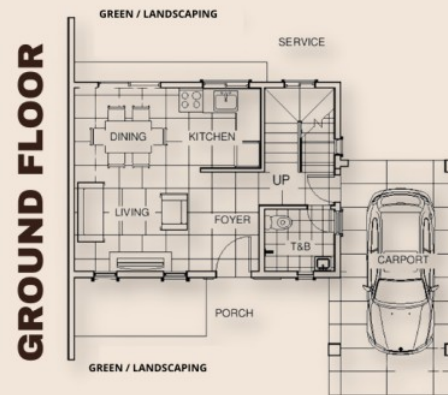 GREEN / LANDSCAPING
SERVICE
GROUND FLOOR
DINING
KITCHEN
UP
LIVING
FOYER
T&B
CARPORT
PORCH
GREEN / LANDSCAPING